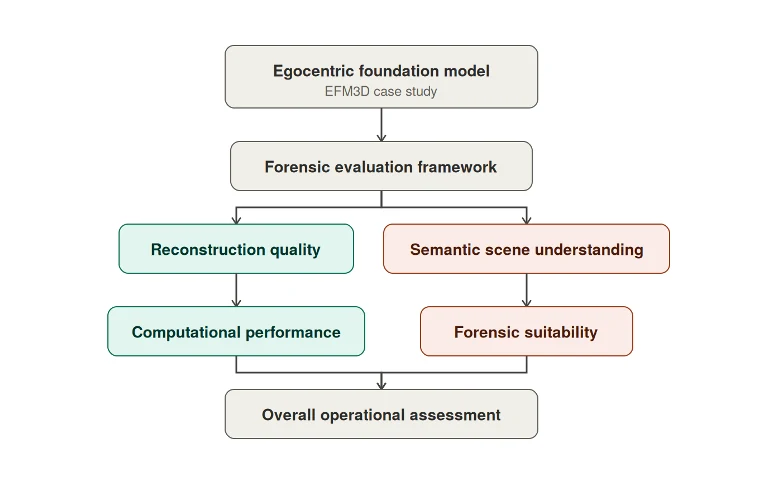 Egocentric foundation model
EFM3D case study
Forensic evaluation framework
Reconstruction quality
Semantic scene understanding
Computational performance
Forensic suitability
Overall operational assessment